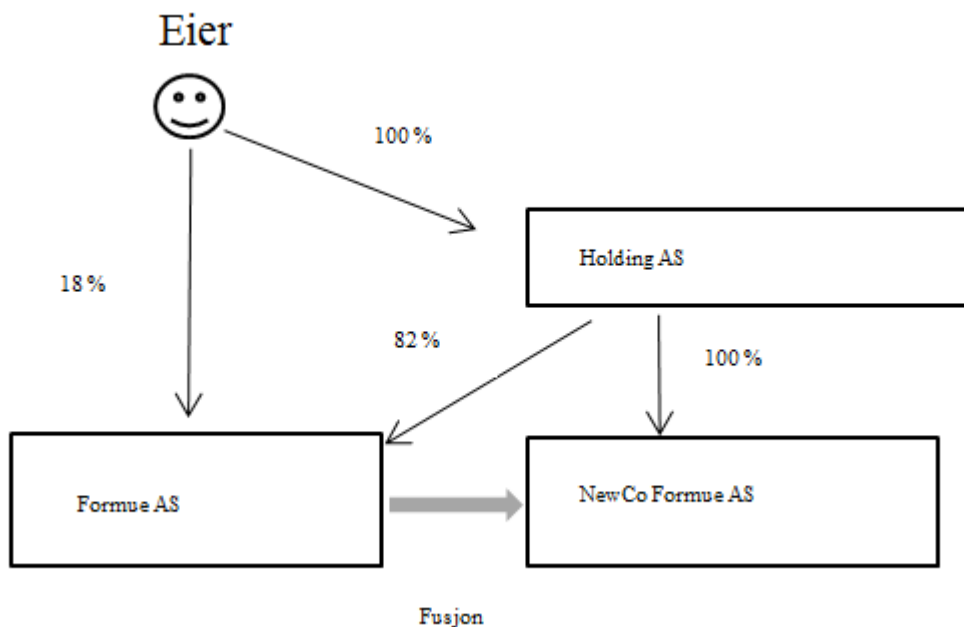 Eier
100 %
Holding AS
18 %
82 %
100 %
Formue AS
NewCo Formue AS
Fusjon